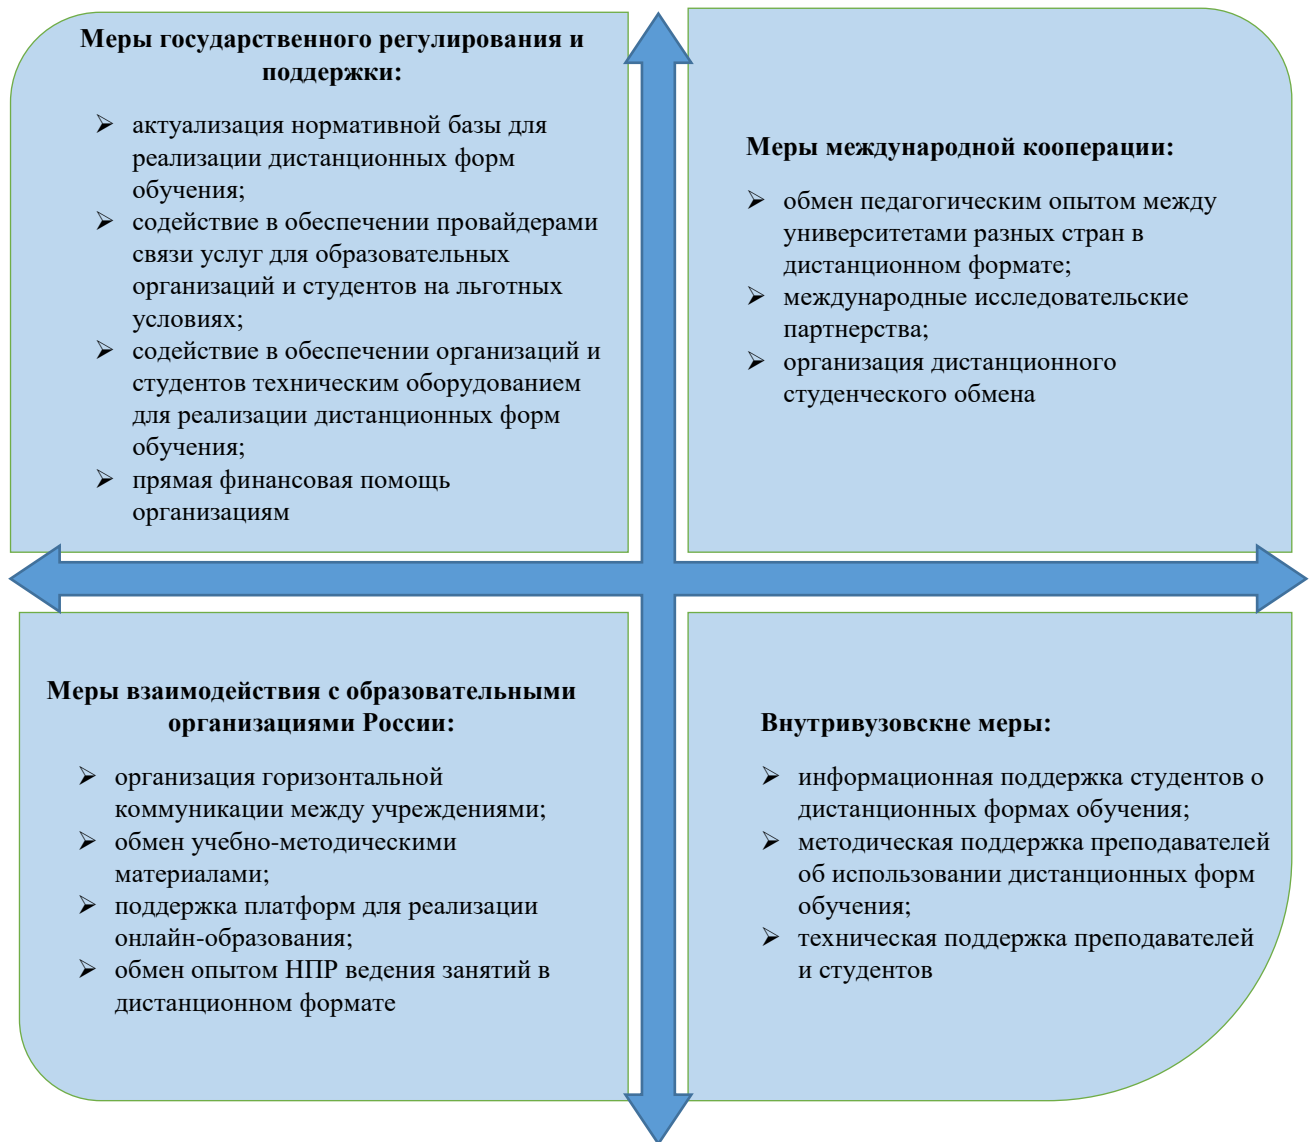 Меры государственного регулирования и
поддержки:
➢ актуализация нормативной базы для
реализации дистанционных форм
обучения;
➢ содействие в обеспечении провайдерами
связи услуг для образовательных
организаций и студентов на льготных
условиях;
➢ содействие в обеспечении организаций и
студентов техническим оборудованием
для реализации дистанционных форм
обучения;
➢ прямая финансовая помощь
организациям
Меры международной кооперации:
➢ обмен педагогическим опытом между
университетами разных стран в
дистанционном формате;
➢ международные исследовательские
партнерства;
➢ организация дистанционного
студенческого обмена
Меры взаимодействия с образовательными
организациями России:
➢ организация горизонтальной
коммуникации между учреждениями;
➢ обмен учебно-методическими
материалами;
➢ поддержка платформ для реализации
онлайн-образования;
➢ обмен опытом НПР ведения занятий в
дистанционном формате
Внутривузовскне меры:
➢ информационная поддержка студентов о
дистанционных формах обучения;
➢ методическая поддержка преподавателей
об использовании дистанционных форм
обучения;
➢ техническая поддержка преподавателей
и студентов